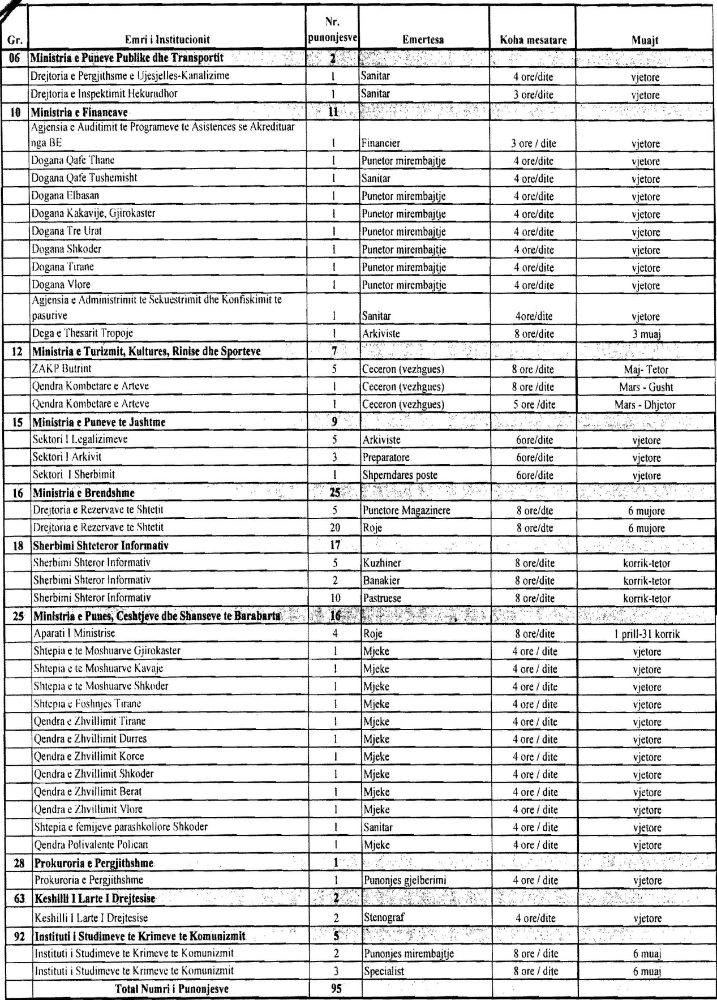 Gr. Emri i Institucionit Nr. punonjesve Emertesa Koha mesatare Muajt
06 Ministria e Puneve Publike dhe Transportit 2
Drejtoria e Pergjithsme e Ujesjelles-Kanalizime 1 Sanitar 4 ore/dite vjetore
Drejtoria e Inspektimit Hekurudhor 1 Sanitar 3 ore/dite vjetore
10 Ministria e Financave 11
Agjensia e Auditimit te Programeve te Asistences se Akredituar
nga BE 1 Financier 3 ore / dite vjetore
Dogana Qafe Thane 1 Punetor mirembajtje 4 ore/dite vjetore
Dogana Qafe Tushemisht 1 Sanitar 4 ore/dite vjetore
Dogana Elbasan 1 Punetor mirembajtje 4 ore/dite vjetore
Dogana Kakavije, Gjirokaster 1 Punetor mirembajtje 4 ore/dite vjetore
Dogana Tre Urat 1 Punetor mirembajtje 4 ore/dite vjetore
Dogana Shkoder 1 Punetor mirembajtje 4 ore/dite vjetore
Dogana Tirane 1 Punetor mirembajtje 4 ore/dite vjetore
Dogana Vlore 1 Punetor mirembajtje 4 ore/dite vjetore
Agjensia e Administrimit te Sekuestrimit dhe Konfiskimit te
pasurive 1 Sanitar 4ore/dite vjetore
Dega e Thesarit Tropoje 1 Arkiviste 8 ore/dite 3 muaj
12 Ministria e Turizmit, Kultures, Rinise dhe Sporteve 7
ZAKP Butrint 5 Ceceron (vezhgues) 8 ore /dite Maj- Tetor
Qendra Kombetare e Arteve 1 Ceceron (vezhgues) 8 ore /dite Mars - Gusht
Qendra Kombetare e Arteve 1 Ceceron (vezhgues) 5 ore /dite Mars - Dhjetor
15 Ministria e Puneve te Jashtme 9
Sektori I Legalizimeve 5 Arkiviste 6ore/dite vjetore
Sektori I Arkivit 3 Preparatore 6ore/dite vjetore
Sektori I Sherbimit 1 Shperndares poste 6ore/dite vjetore
16 Ministria e Brendshme 25
Drejtoria e Rezervave te Shtetit 5 Punetore Magazinere 8 ore/dte 6 mujore
Drejtoria e Rezervave te Shtetit 20 Roje 8 ore/dte 6 mujore
18 Sherbimi Shteteror Informativ 17
Sherbimi Shteror Informativ 5 Kuzhiner 8 ore/dite korrik-tetor
Sherbimi Shteror Informativ 2 Banakier 8 ore/dite korrik-tetor
Sherbimi Shteror Informativ 10 Pastruese 8 ore/dite korrik-tetor
25 Ministria e Punes, Ceshtjeve dhe Shanseve te Barabarta 16
Aparati I Ministrise 4 Roje 8 ore/dite 1 prill-31 korrik
Shtepia e te Moshuarve Gjirokaster 1 Mjeke 4 ore / dite vjetore
Shtepia e te Moshuarve Kavaje 1 Mjeke 4 ore / dite vjetore
Shtepia e te Moshuarve Shkoder 1 Mjeke 4 ore / dite vjetore
Shtepia e Foshnjes Tirane 1 Mjeke 4 ore / dite vjetore
Qendra e Zhvillimit Tirane 1 Mjeke 4 ore / dite vjetore
Qendra e Zhvillimit Durres 1 Mjeke 4 ore / dite vjetore
Qendra e Zhvillimit Korce 1 Mjeke 4 ore / dite vjetore
Qendra e Zhvillimit Shkoder 1 Mjeke 4 ore / dite vjetore
Qendra e Zhvillimit Berat 1 Mjeke 4 ore / dite vjetore
Qendra e Zhvillimit Vlore 1 Mjeke 4 ore / dite vjetore
Shtepia e femijeve parashkollore Shkoder 1 Sanitar 4 ore / dite vjetore
Qendra Polivalente Polican 1 Mjeke 4 ore / dite vjetore
28 Prokuroria e Pergjithshme 1
Prokuroria e Pergjithshme 1 Punonjes gjelberimi 4 ore / dite vjetore
63 Keshilli I Larte I Drejtesise 2
Keshilli I Larte I Drejtesise 2 Stenograf 4 ore/dite vjetore
92 Instituti i Studimeve te Krimeve te Komunizmit 5
Instituti i Studimeve te Krimeve te Komunizmit 2 Punonjes mirembajtje 8 ore / dite 6 muaj
Instituti i Studimeve te Krimeve te Komunizmit 3 Specialist 8 ore / dite 6 muaj
Total Numri i Punonjesve 95